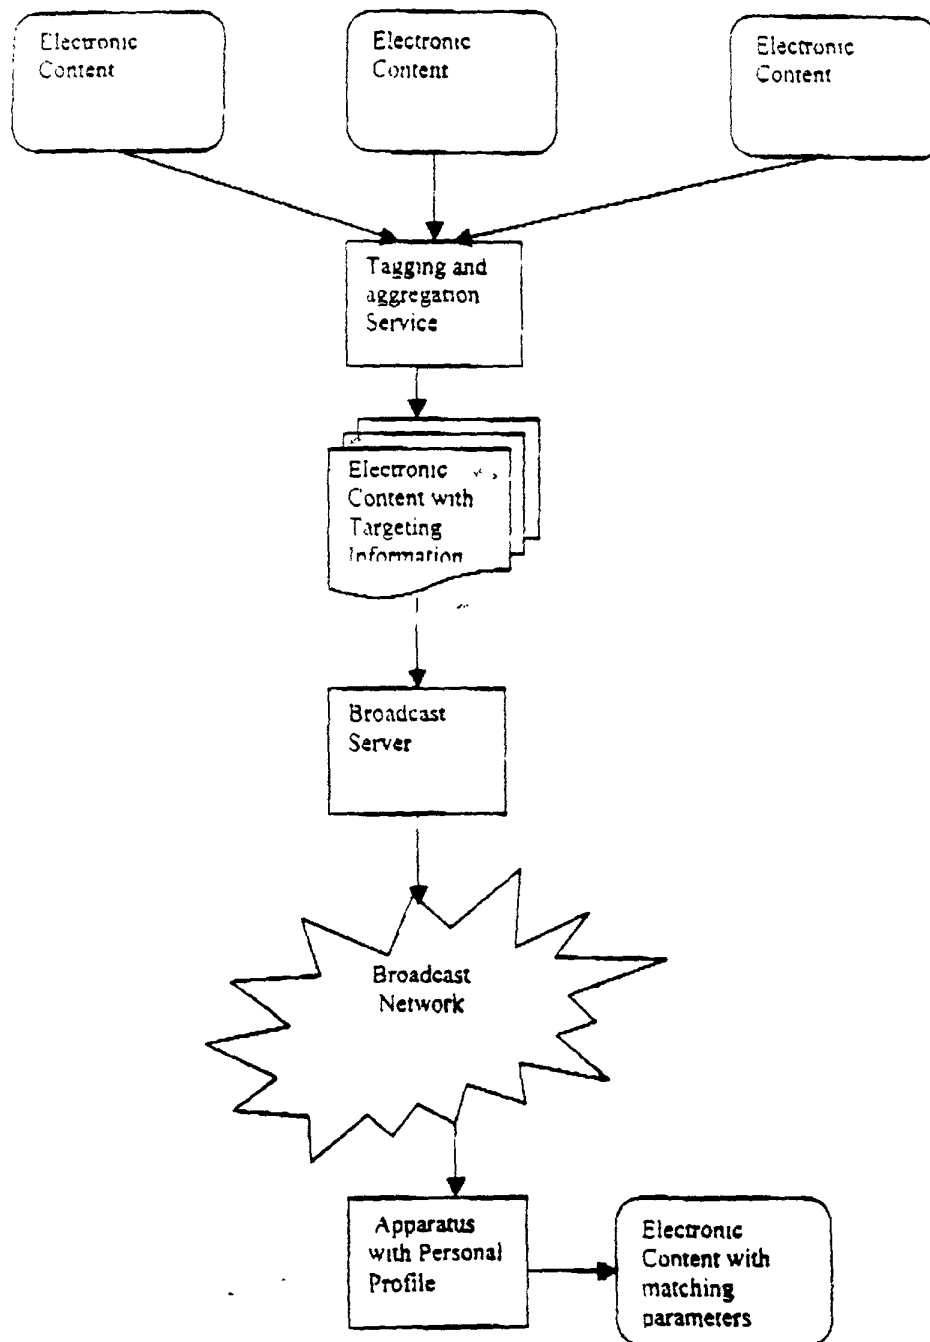 Electronic
Content
Electronic
Content
Electronic
Content
Tagging and
aggregation
Service
Electronic
Content with
Targeting
Information
Broadcast
Server
Broadcast
Network
Apparatus
with Personal
Profile
Electronic
Content with
matching
parameters